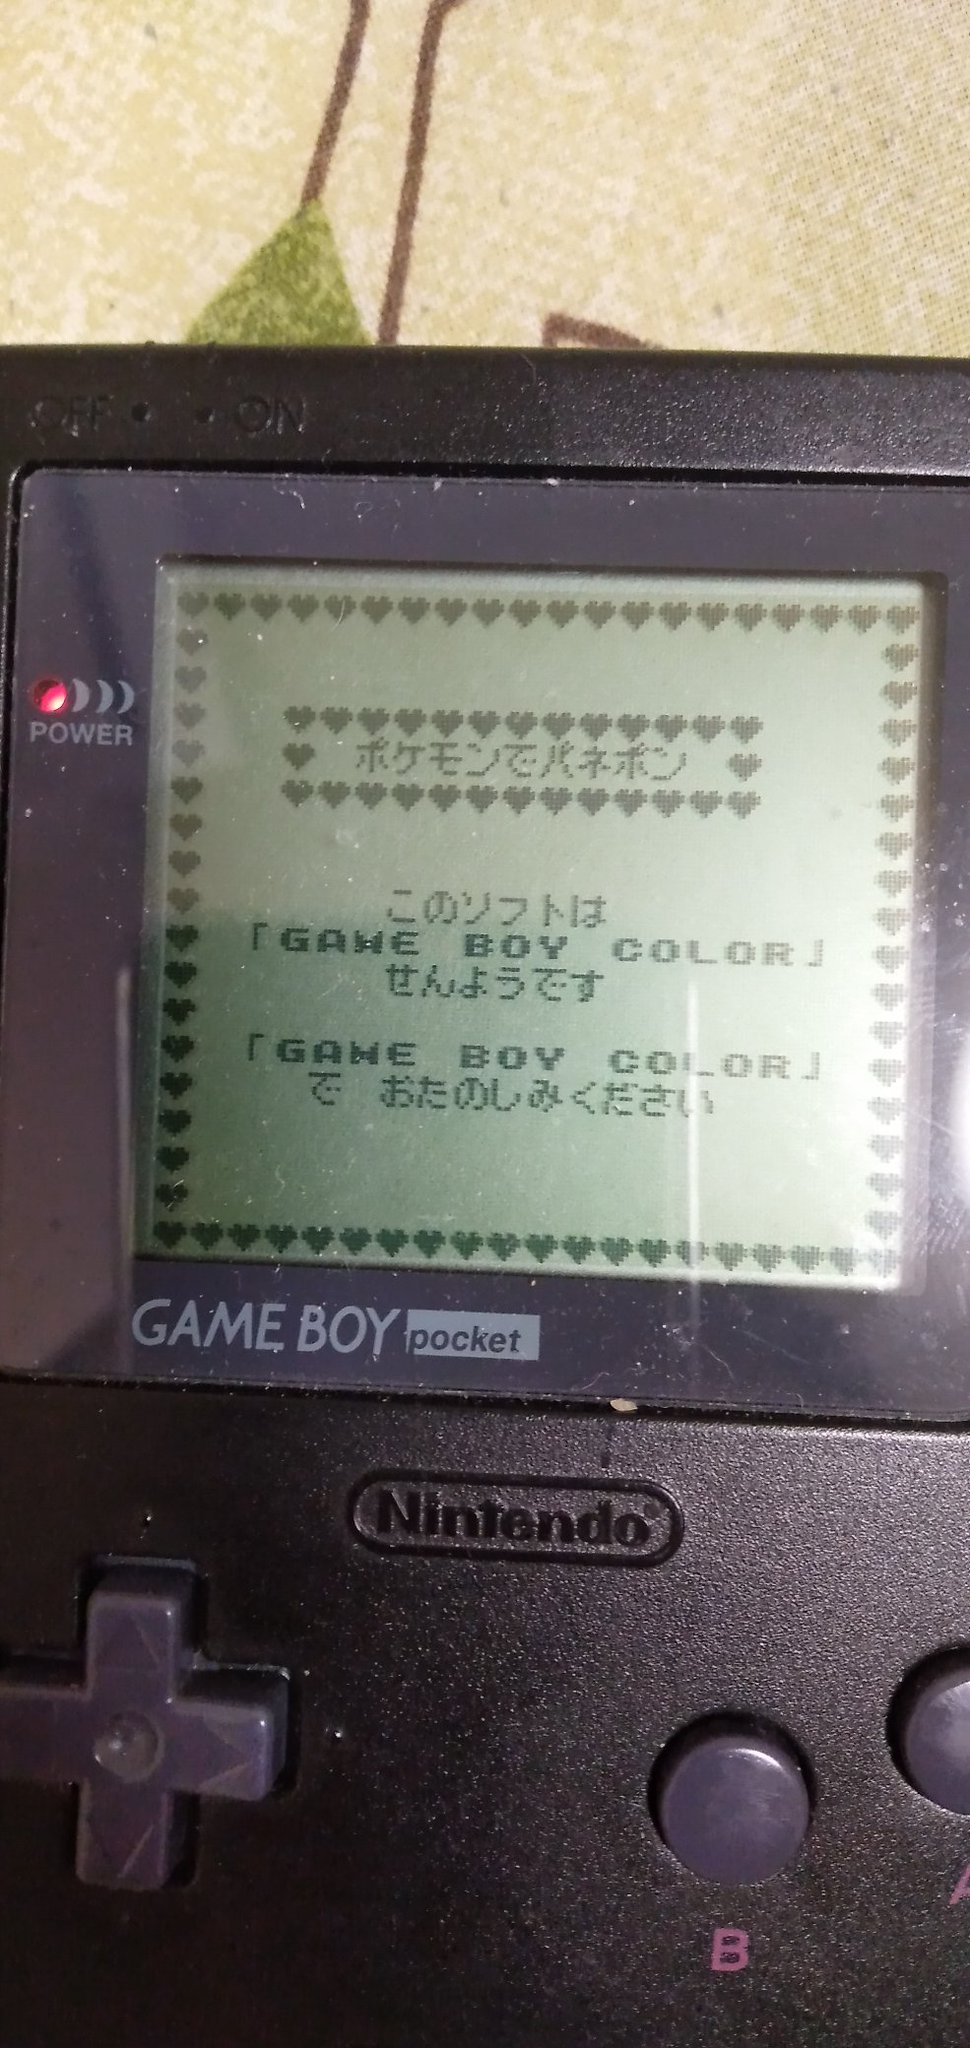 OFF • • ON
POWER
ポケモンでパネポン
このソフトは
「GAME BOY COLOR」
せんようです
「GAME BOY COLOR」
で おたのしみください
GAME BOY pocket
Nintendo
B
A